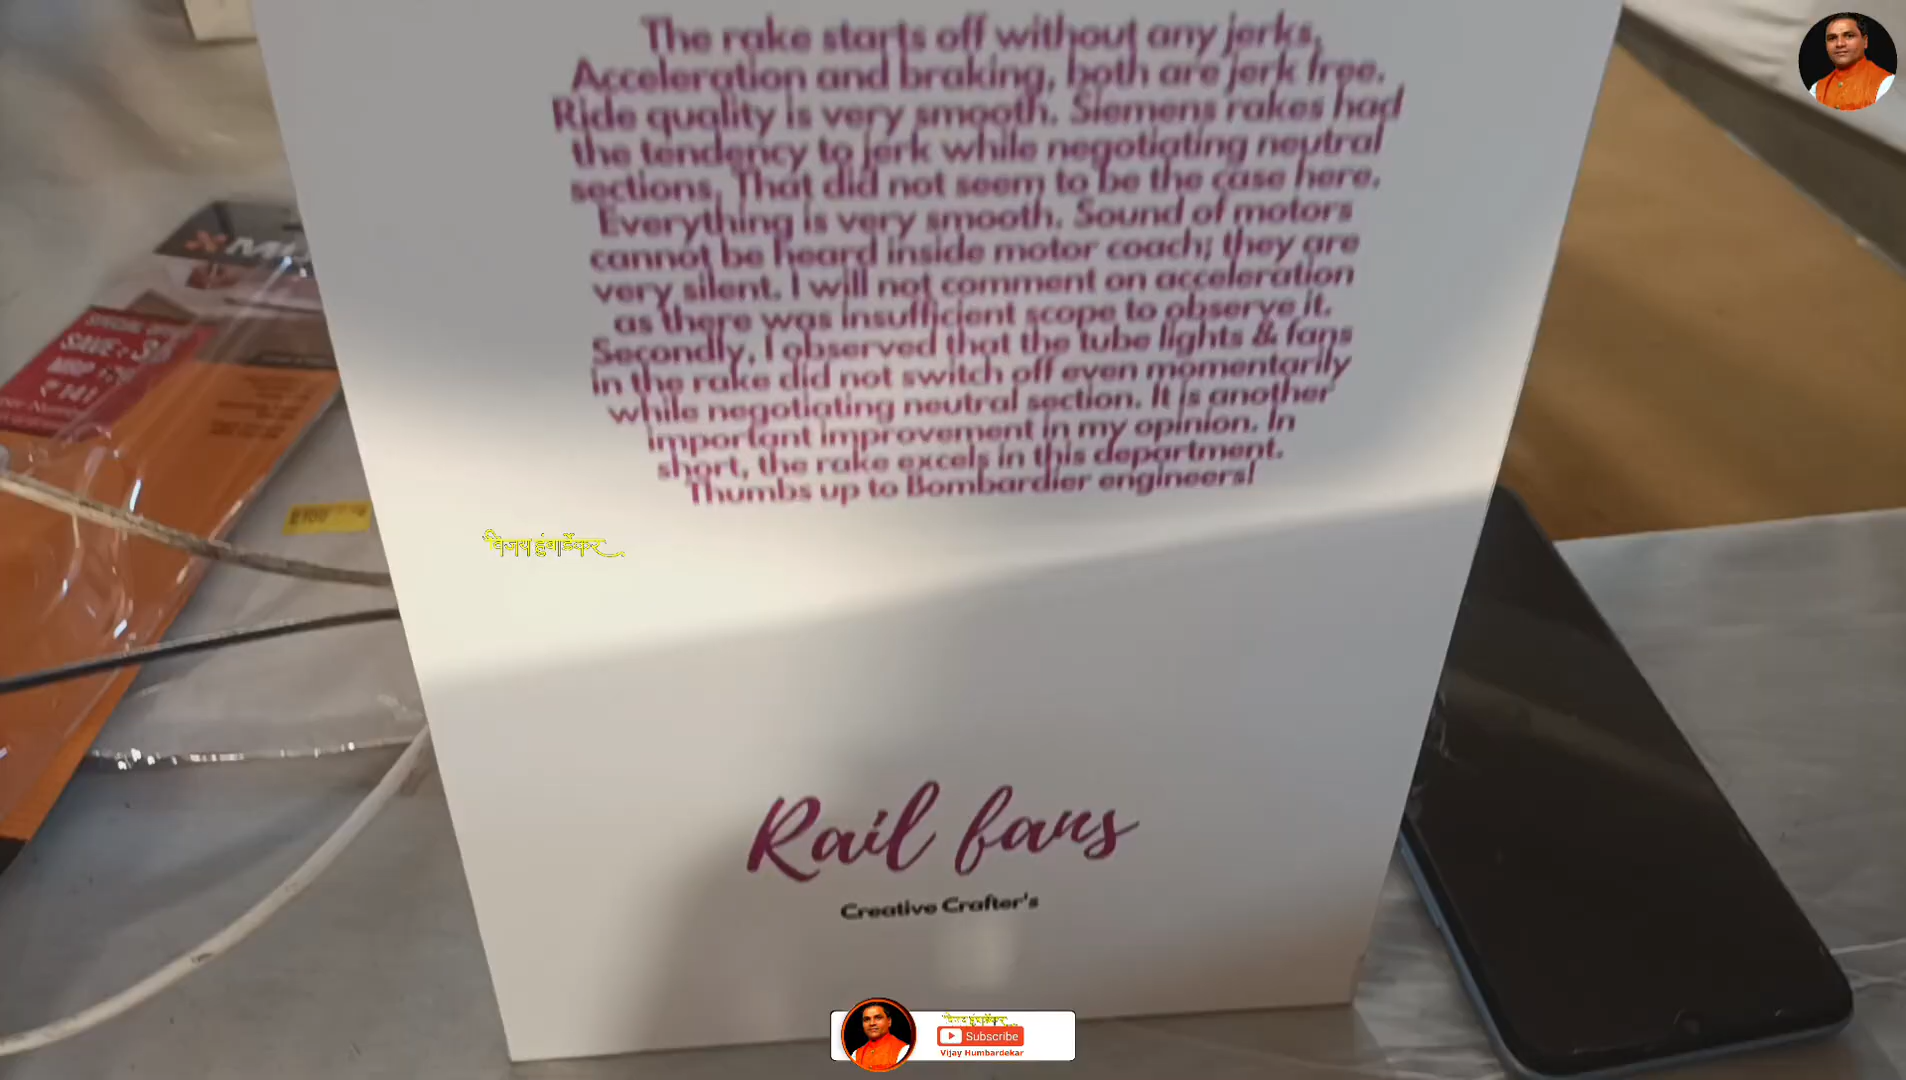 The rake starts off without any jerks.
Acceleration and braking, both are jerk free.
Ride quality is very smooth. Siemens rakes had
the tendency to jerk while negotiating neutral
sections. That did not seem to be the case here.
Everything is very smooth. Sound of motors
cannot be heard inside motor coach; they are
very silent. I will not comment on acceleration
as there was insufficient scope to observe it.
Secondly, I observed that the tube lights & fans
in the rake did not switch off even momentarily
while negotiating neutral section. It is another
important improvement in my opinion. In
short, the rake excels in this department.
Thumbs up to Bombardier engineers!
विजय हुंबार्डेकर
Rail fans
Creative Crafter's
SAVE ₹
MRP
₹ 141
Subscribe
Vijay Humbardekar